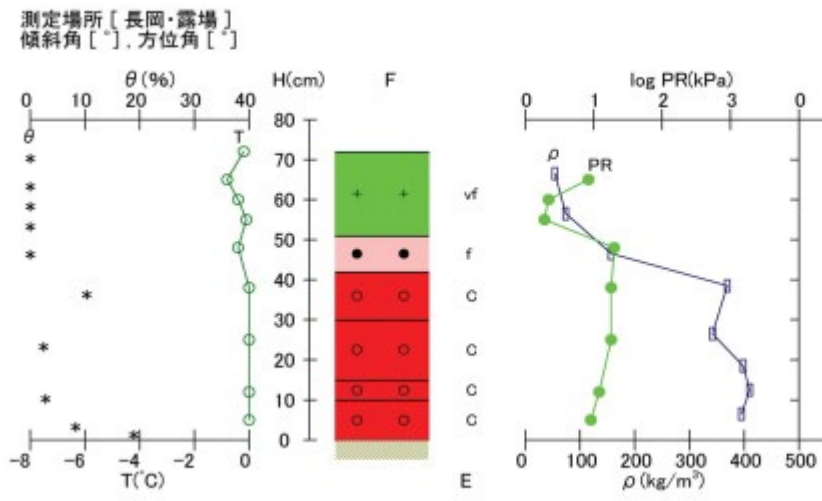 測定場所 [ 長岡・露場 ]
傾斜角 [ ° ] , 方位角 [ ° ]
θ (%)
H(cm)
F
log PR(kPa)
0 10 20 30 40
0 1 2 3 0
80
70
60
50
40
30
20
10
0
θ
T
ρ
PR
vf
f
C
C
C
C
-8 -6 -4 -2 0
T(°C)
E
0 100 200 300 400 500
ρ (kg/m³)